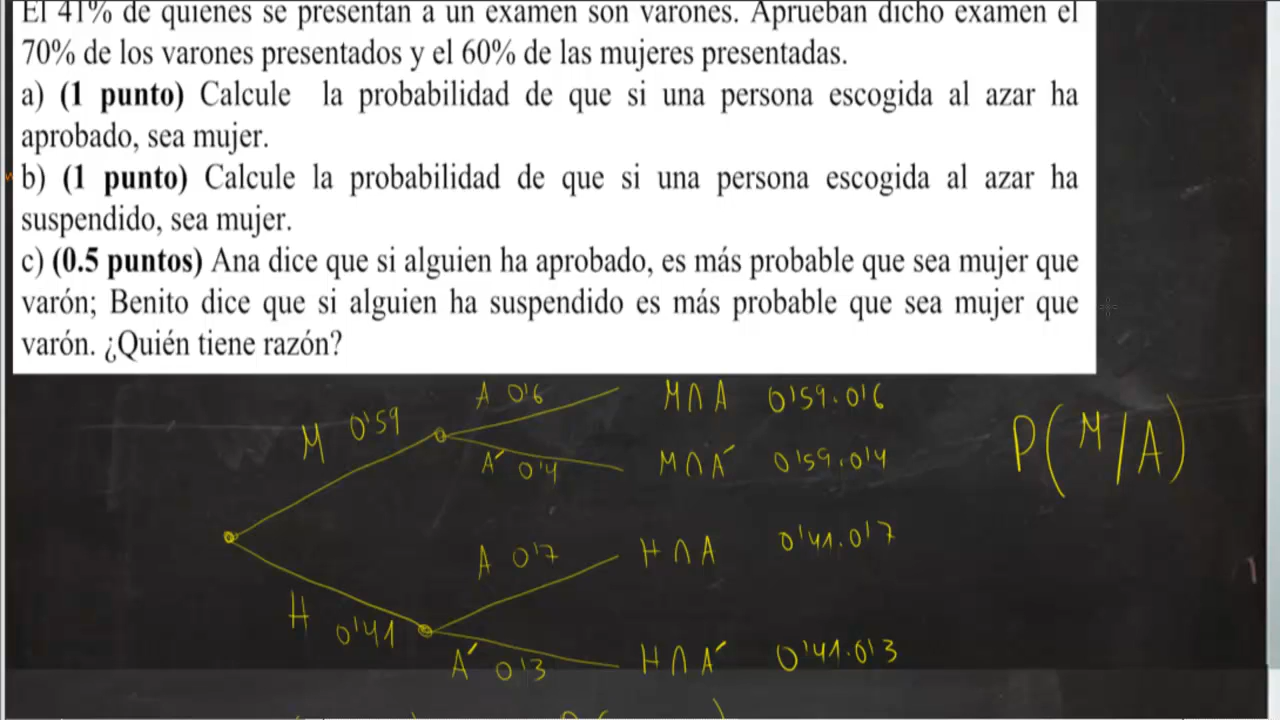 El 41% de quienes se presentan a un examen son varones. Aprueban dicho examen el
70% de los varones presentados y el 60% de las mujeres presentadas.
a) (1 punto) Calcule la probabilidad de que si una persona escogida al azar ha
aprobado, sea mujer.
b) (1 punto) Calcule la probabilidad de que si una persona escogida al azar ha
suspendido, sea mujer.
c) (0.5 puntos) Ana dice que si alguien ha aprobado, es más probable que sea mujer que
varón; Benito dice que si alguien ha suspendido es más probable que sea mujer que
varón. ¿Quién tiene razón?
M 0'59
A 0'6
M∩A 0'59.0'6
A´ 0'4
M∩A´ 0'59.0'4
P(M/A)
H 0'41
A 0'7
H∩A 0'41.0'7
A´ 0'3
H∩A´ 0'41.0'3